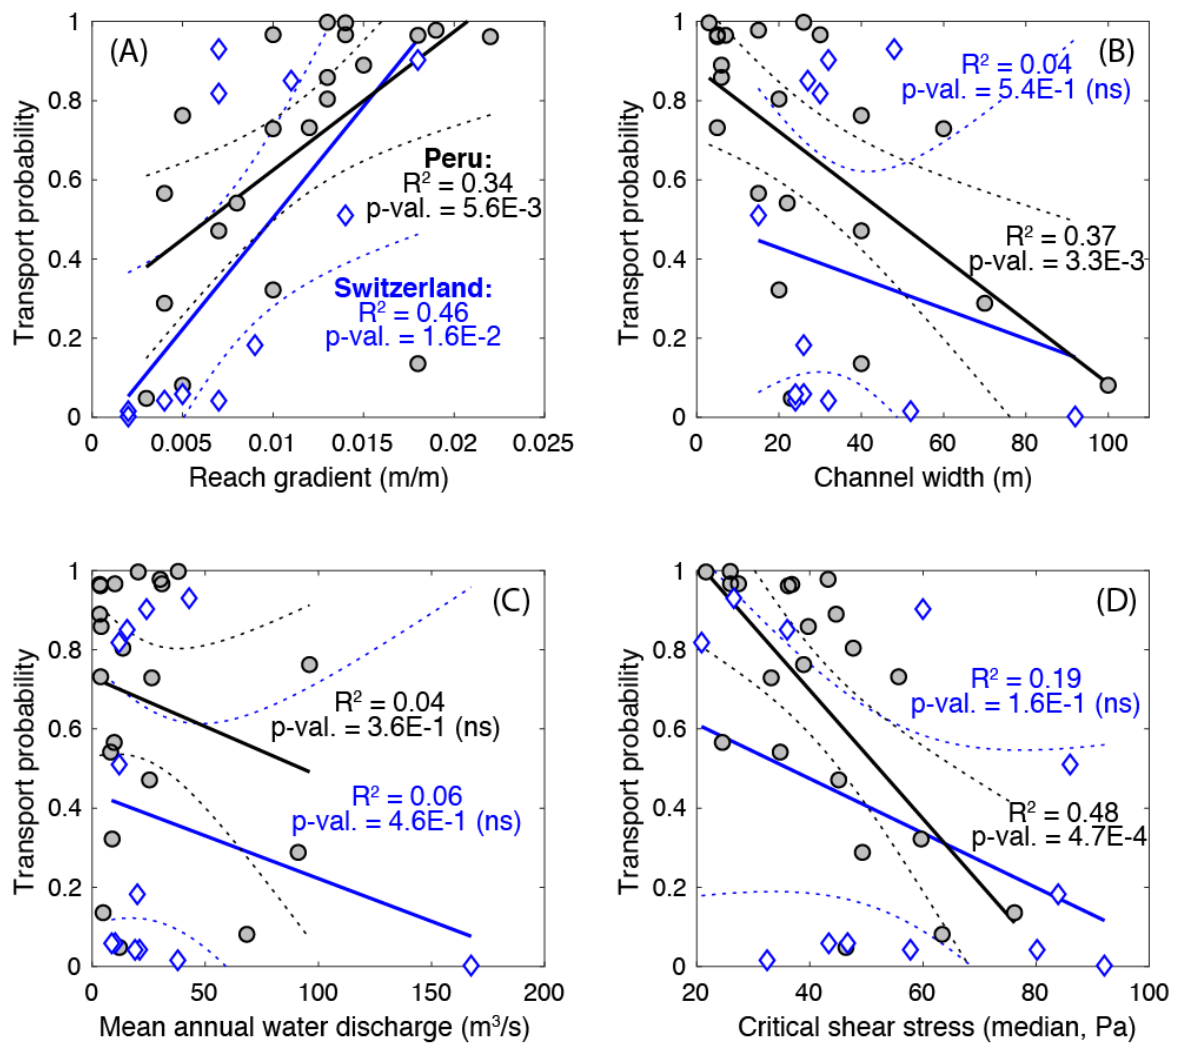 (A)
Transport probability
1
0.8
0.6
0.4
0.2
0
Peru:
R² = 0.34
p-val. = 5.6E-3
Switzerland:
R² = 0.46
p-val. = 1.6E-2
0 0.005 0.01 0.015 0.02 0.025
Reach gradient (m/m)
(B)
Transport probability
1
0.8
0.6
0.4
0.2
0
R² = 0.04
p-val. = 5.4E-1 (ns)
R² = 0.37
p-val. = 3.3E-3
0 20 40 60 80 100
Channel width (m)
(C)
Transport probability
1
0.8
0.6
0.4
0.2
0
R² = 0.04
p-val. = 3.6E-1 (ns)
R² = 0.06
p-val. = 4.6E-1 (ns)
0 50 100 150 200
Mean annual water discharge (m³/s)
(D)
Transport probability
1
0.8
0.6
0.4
0.2
0
R² = 0.19
p-val. = 1.6E-1 (ns)
R² = 0.48
p-val. = 4.7E-4
20 40 60 80 100
Critical shear stress (median, Pa)